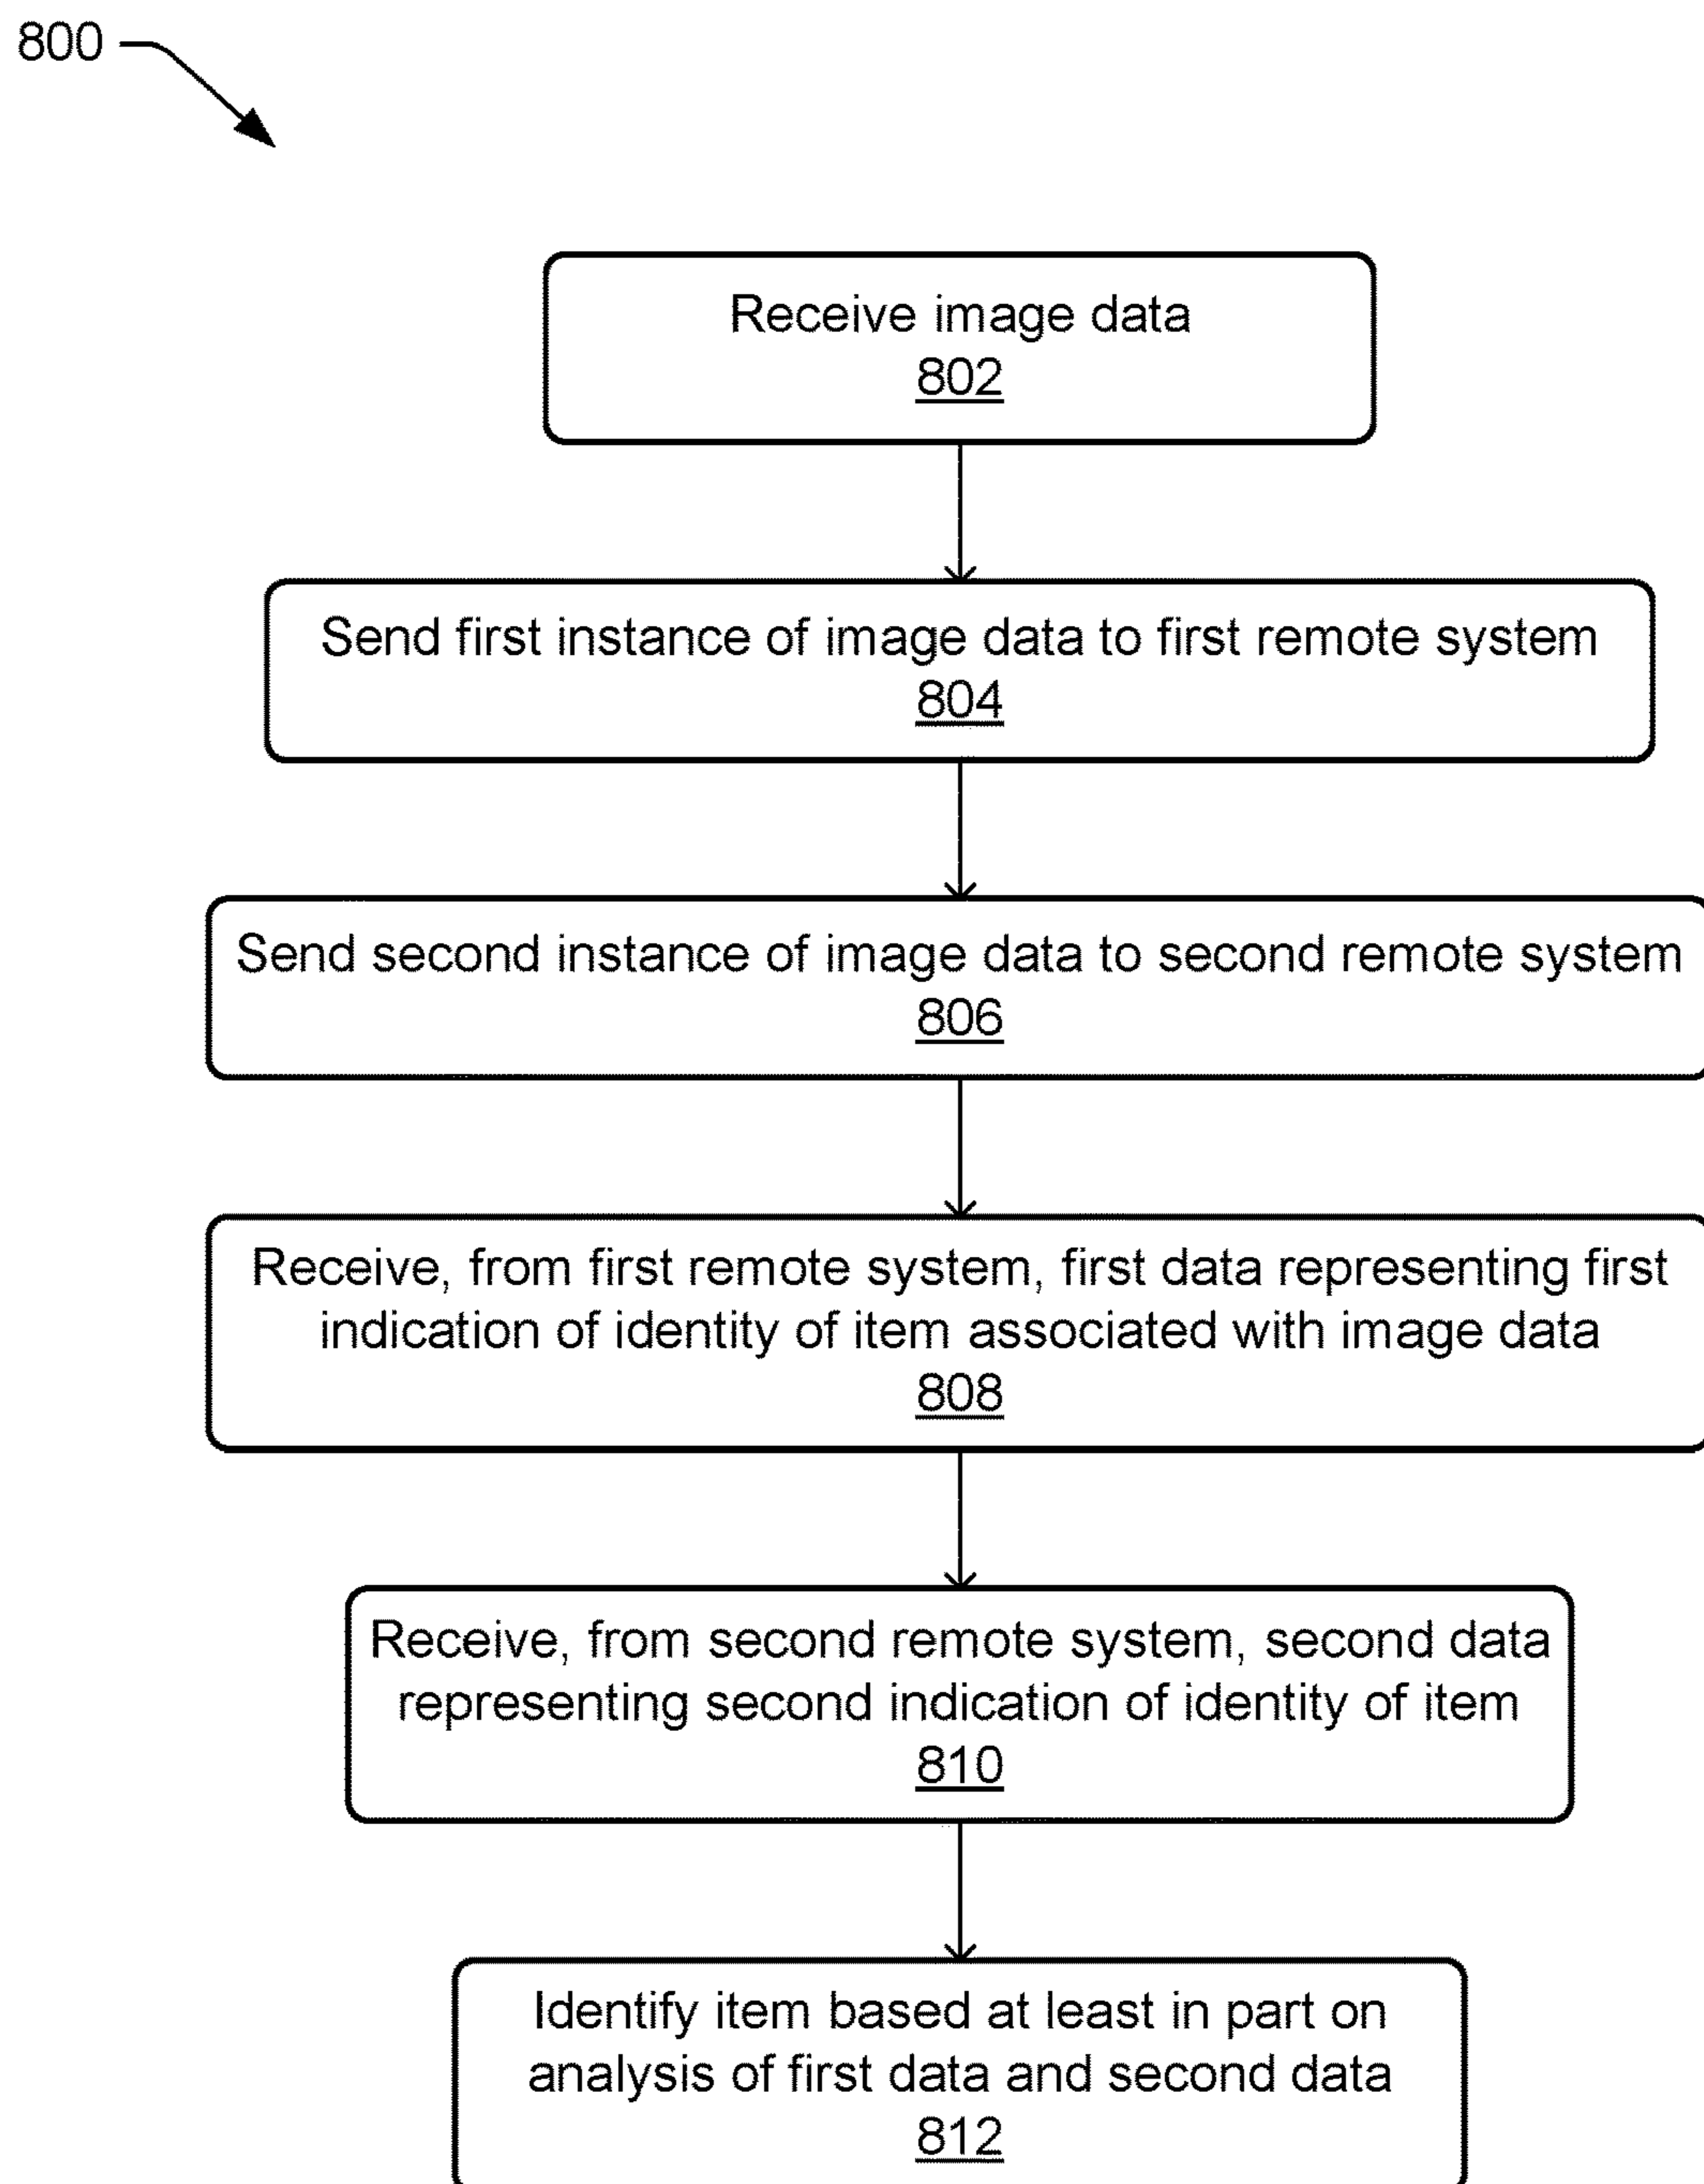 800
Receive image data
802
Send first instance of image data to first remote system
804
Send second instance of image data to second remote system
806
Receive, from first remote system, first data representing first
indication of identity of item associated with image data
808
Receive, from second remote system, second data
representing second indication of identity of item
810
Identify item based at least in part on
analysis of first data and second data
812